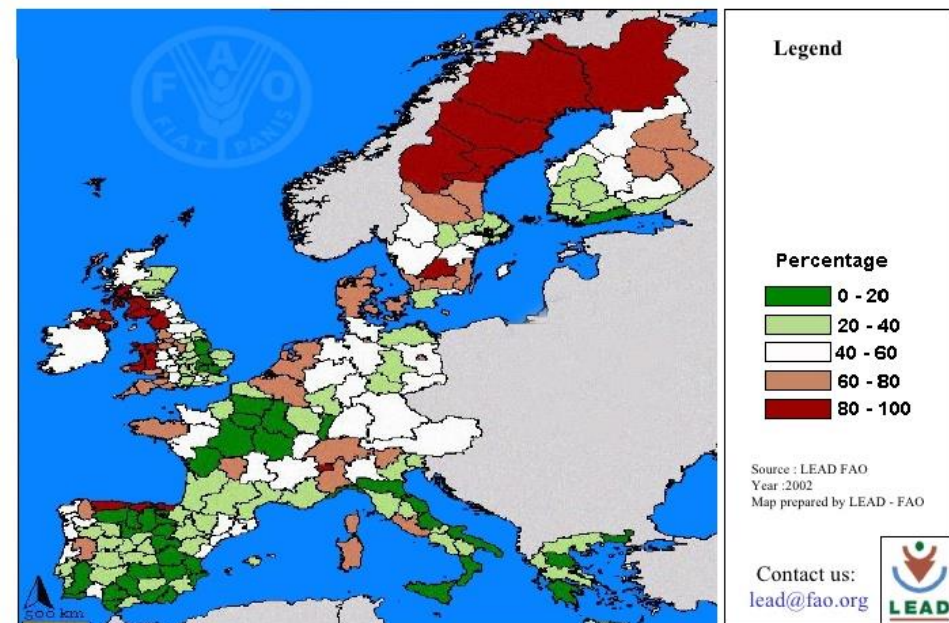 FAO
FIAT PANIS
500 km
Legend
Percentage
0 - 20
20 - 40
40 - 60
60 - 80
80 - 100
Source : LEAD FAO
Year :2002
Map prepared by LEAD - FAO
Contact us:
lead@fao.org
LEAD